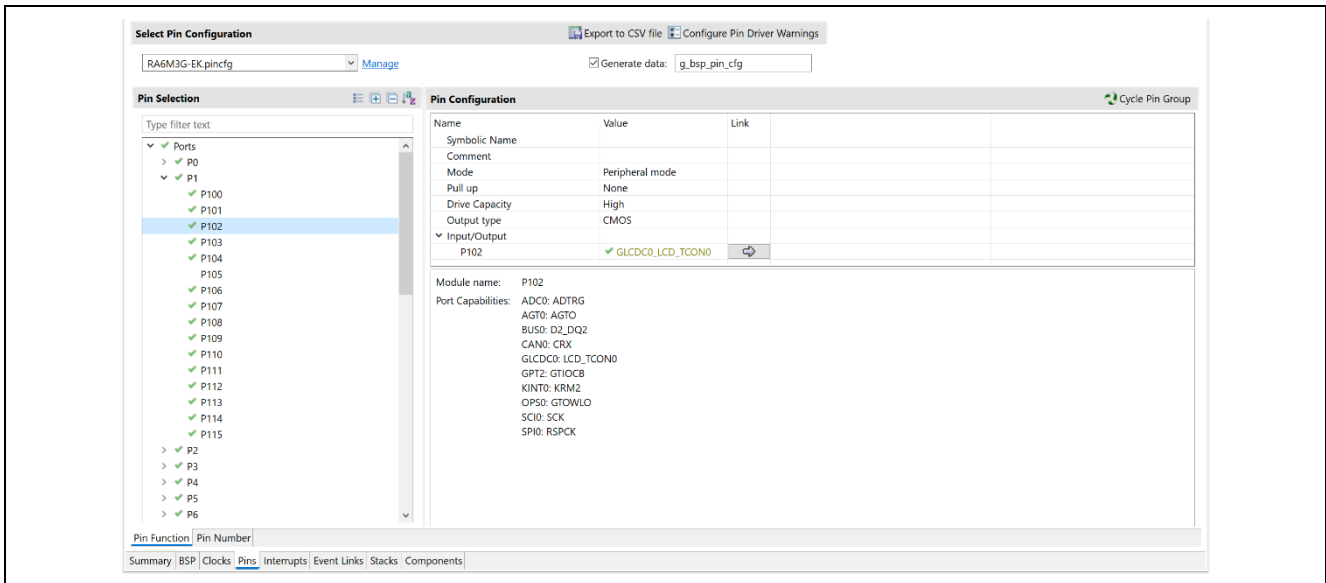 Select Pin Configuration
Export to CSV file Configure Pin Driver Warnings
RA6M3G-EK.pincfg Manage
Generate data: g_bsp_pin_cfg
Pin Selection
Type filter text
Ports
P0
P1
P100
P101
P102
P103
P104
P105
P106
P107
P108
P109
P110
P111
P112
P113
P114
P115
P2
P3
P4
P5
P6
Pin Configuration
Cycle Pin Group
Name Value Link
Symbolic Name
Comment
Mode Peripheral mode
Pull up None
Drive Capacity High
Output type CMOS
Input/Output
P102 GLCDC0_LCD_TCON0
Module name: P102
Port Capabilities: ADC0: ADTRG
AGT0: AGTO
BUS0: D2_DQ2
CAN0: CRX
GLCDC0: LCD_TCON0
GPT2: GTIOCB
KINT0: KRM2
OPS0: GTOWLO
SCI0: SCK
SPI0: RSPCK
Pin Function Pin Number
Summary BSP Clocks Pins Interrupts Event Links Stacks Components